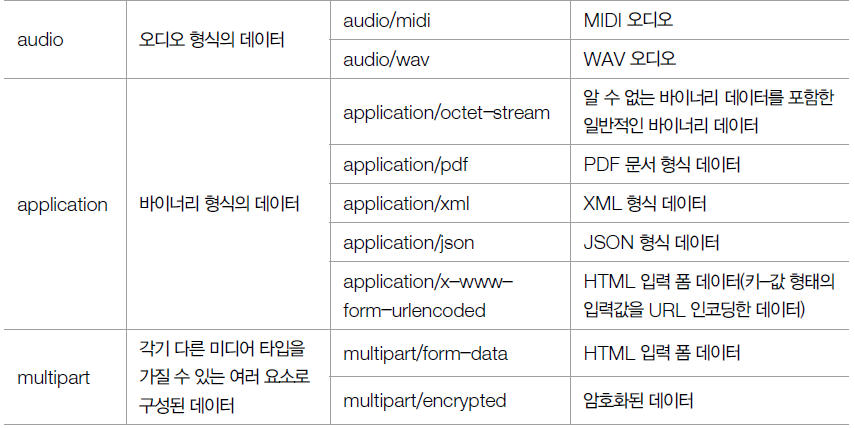 audio
오디오 형식의 데이터
audio/midi
MIDI 오디오
audio/wav
WAV 오디오
application
바이너리 형식의 데이터
application/octet-stream
알 수 없는 바이너리 데이터를 포함한
일반적인 바이너리 데이터
application/pdf
PDF 문서 형식 데이터
application/xml
XML 형식 데이터
application/json
JSON 형식 데이터
application/x-www-
form-urlencoded
HTML 입력 폼 데이터(키-값 형태의
입력값을 URL 인코딩한 데이터)
multipart
각기 다른 미디어 타입을
가질 수 있는 여러 요소로
구성된 데이터
multipart/form-data
HTML 입력 폼 데이터
multipart/encrypted
암호화된 데이터